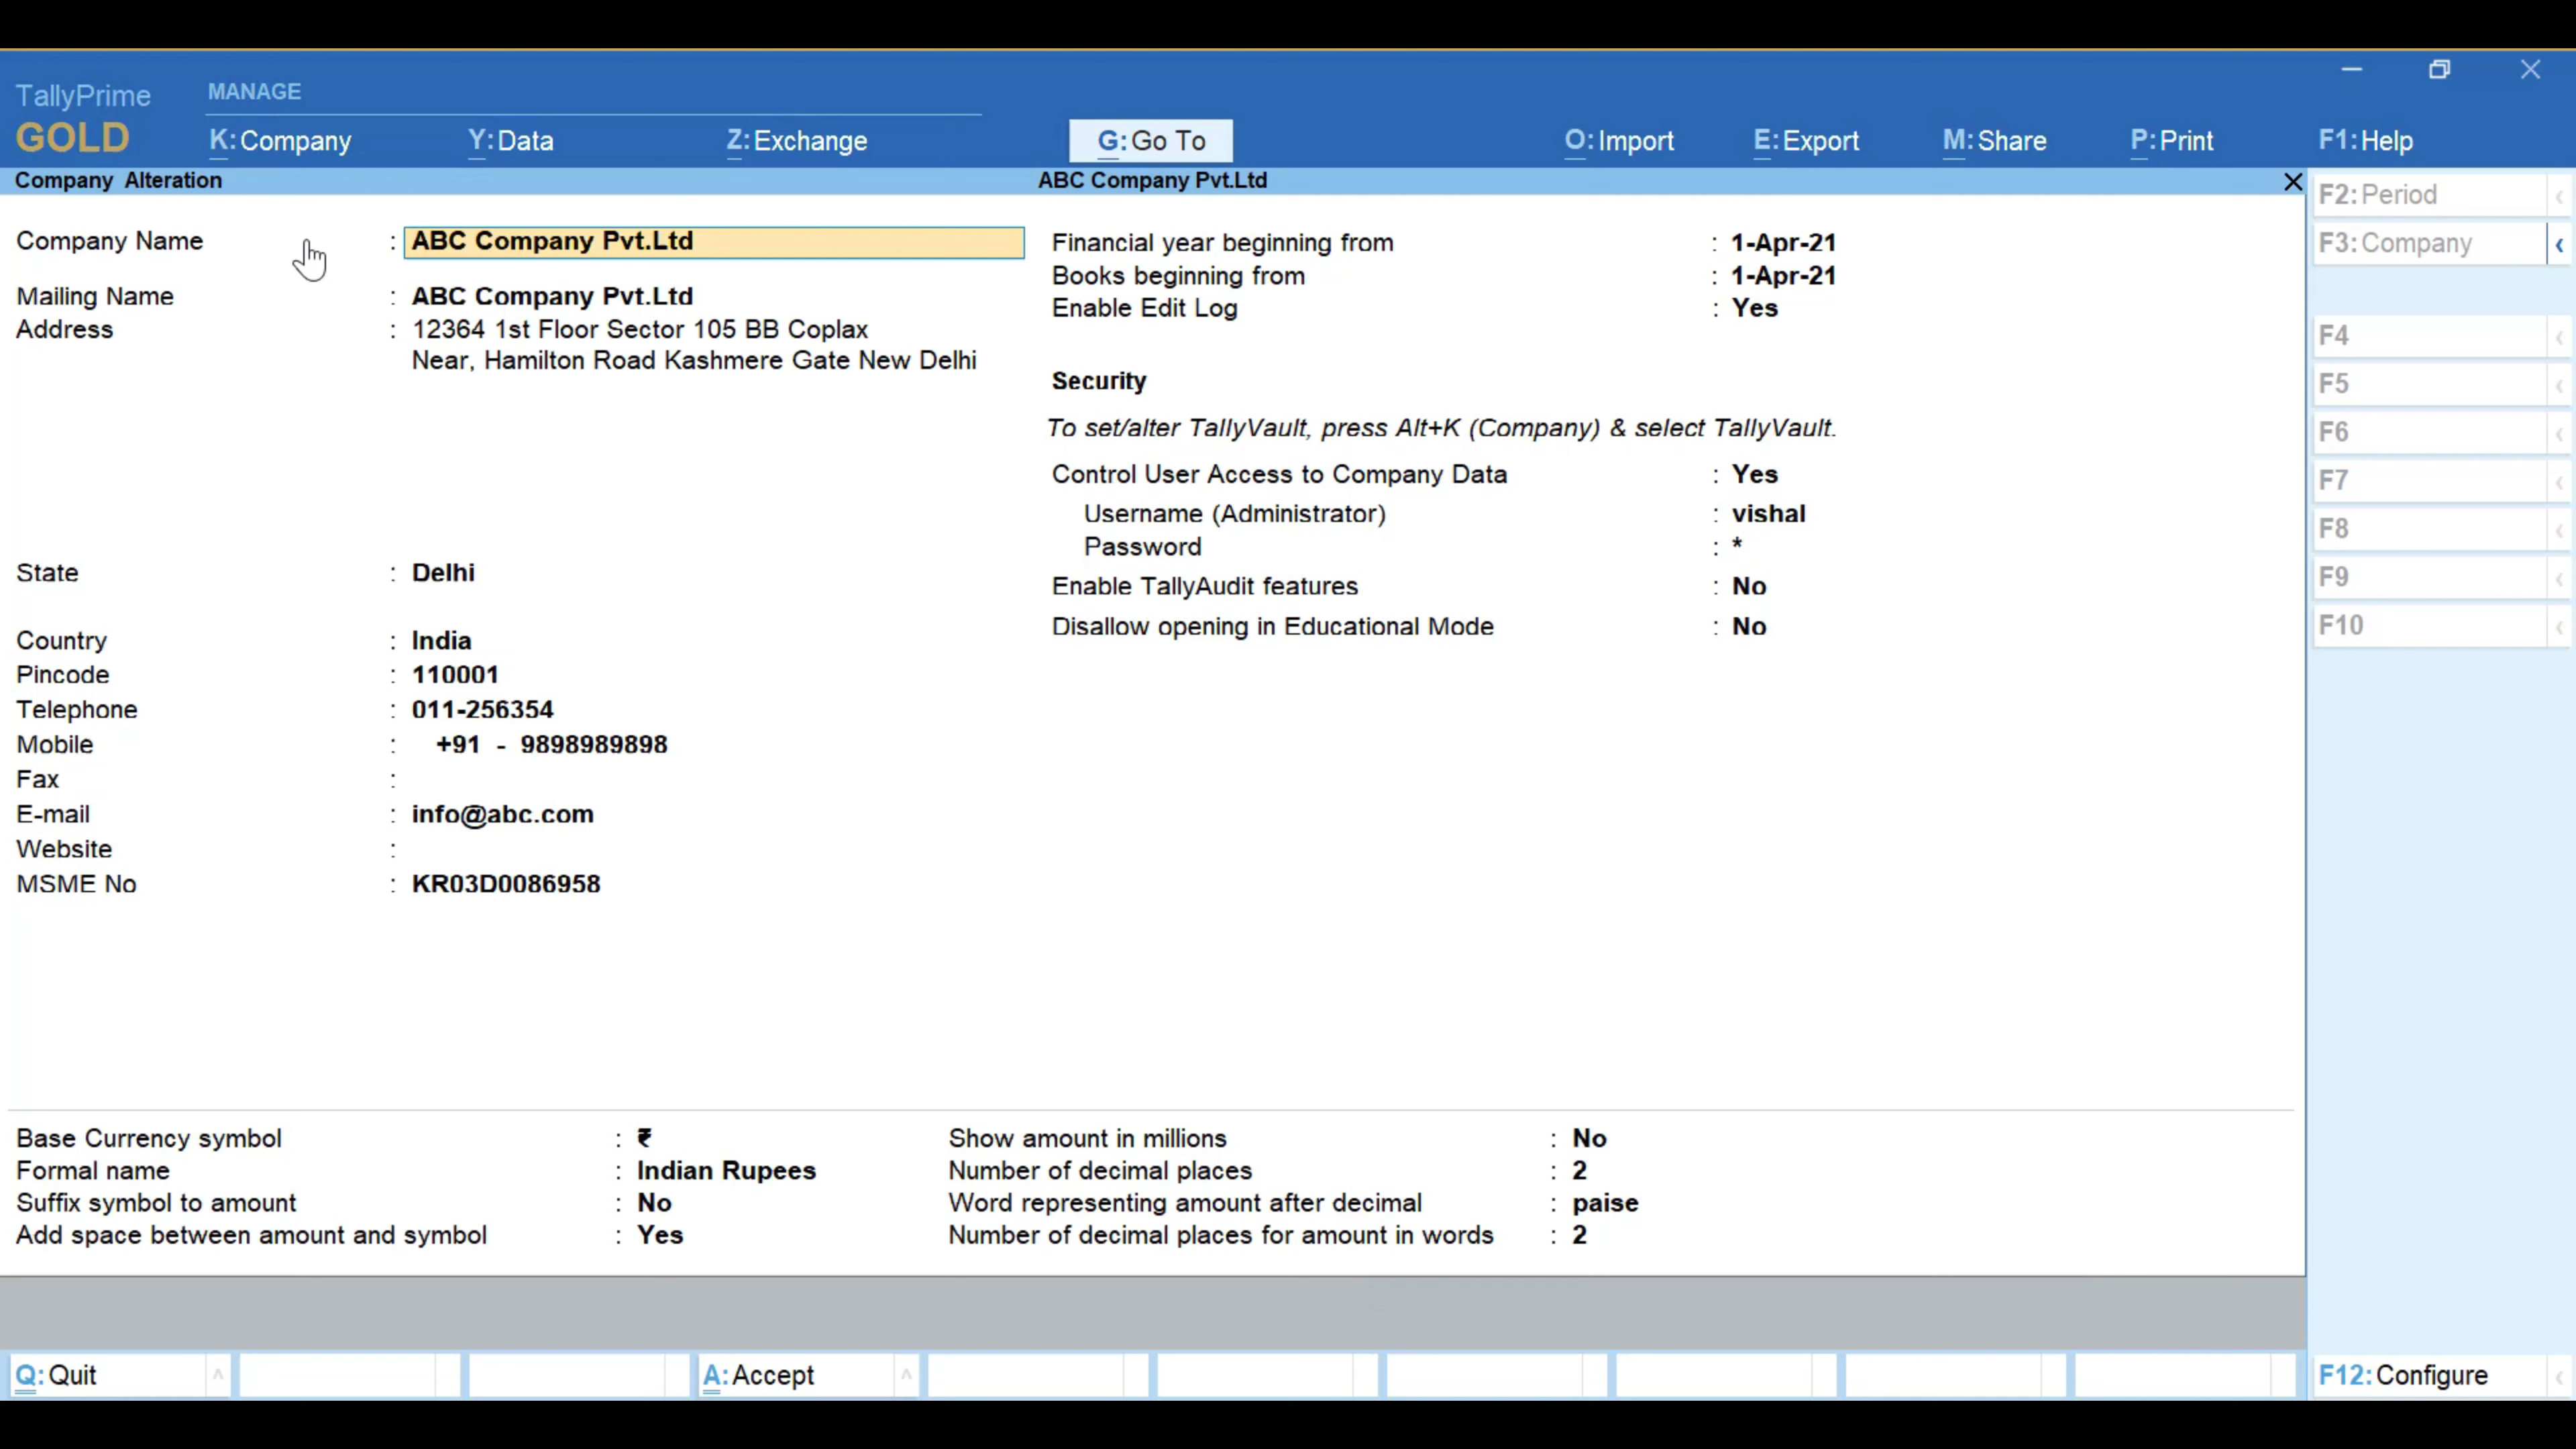 TallyPrime
GOLD
MANAGE
K: Company
Y: Data
Z: Exchange
G: Go To
O: Import
E: Export
M: Share
P: Print
F1: Help
Company Alteration
ABC Company Pvt.Ltd
Company Name : ABC Company Pvt.Ltd
Mailing Name : ABC Company Pvt.Ltd
Address : 12364 1st Floor Sector 105 BB Coplax
Near, Hamilton Road Kashmere Gate New Delhi
State : Delhi
Country : India
Pincode : 110001
Telephone : 011-256354
Mobile : +91 - 9898989898
Fax :
E-mail : info@abc.com
Website :
MSME No : KR03D0086958
Financial year beginning from : 1-Apr-21
Books beginning from : 1-Apr-21
Enable Edit Log : Yes
Security
To set/alter TallyVault, press Alt+K (Company) & select TallyVault.
Control User Access to Company Data : Yes
Username (Administrator) : vishal
Password : *
Enable TallyAudit features : No
Disallow opening in Educational Mode : No
Base Currency symbol : ₹
Formal name : Indian Rupees
Suffix symbol to amount : No
Add space between amount and symbol : Yes
Show amount in millions : No
Number of decimal places : 2
Word representing amount after decimal : paise
Number of decimal places for amount in words : 2
F2: Period
F3: Company
F4
F5
F6
F7
F8
F9
F10
Q: Quit
A: Accept
F12: Configure